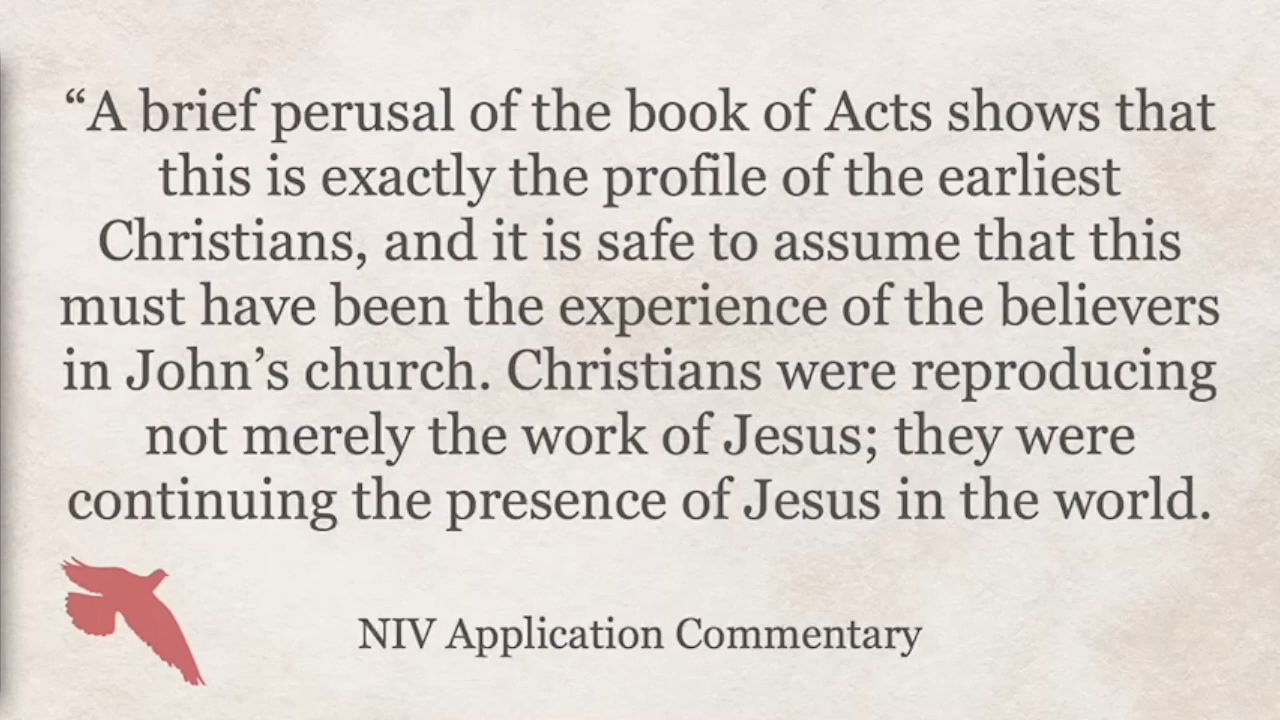 “A brief perusal of the book of Acts shows that
this is exactly the profile of the earliest
Christians, and it is safe to assume that this
must have been the experience of the believers
in John’s church. Christians were reproducing
not merely the work of Jesus; they were
continuing the presence of Jesus in the world.
NIV Application Commentary